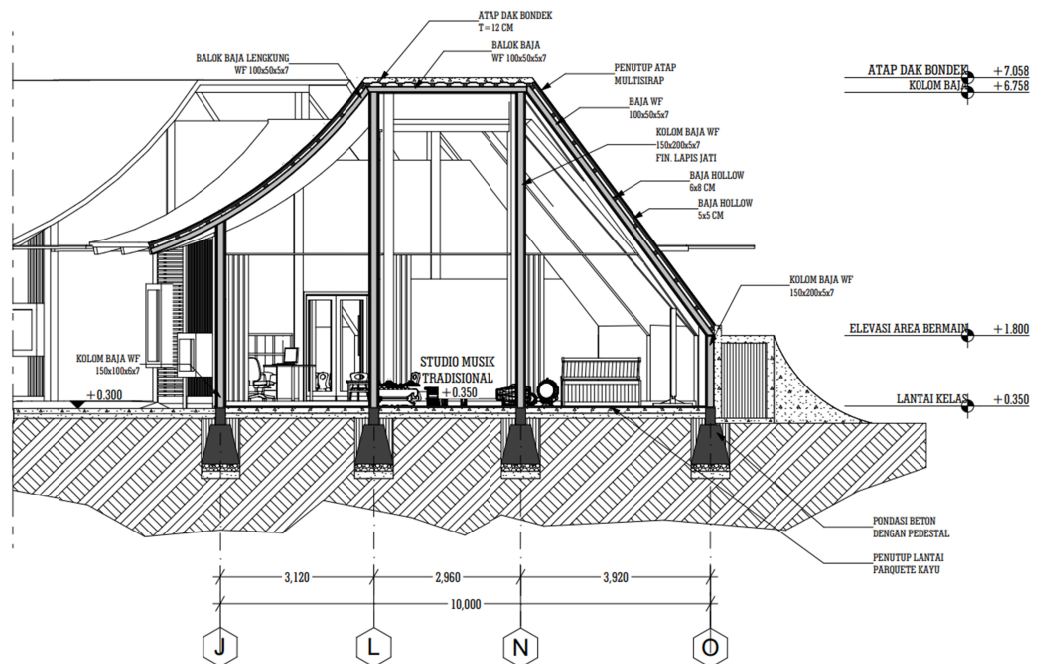 ATAP DAK BONDEK
T=12 CM
BALOK BAJA
WF 100x50x5x7
BALOK BAJA LENGKUNG
WF 100x50x5x7
PENUTUP ATAP
MULTISIRAP
ATAP DAK BONDEK
+7.058
KOLOM BAJA
+6.758
BAJA WF
100x50x5x7
KOLOM BAJA WF
150x200x5x7
FIN. LAPIS JATI
BAJA HOLLOW
6x8 CM
BAJA HOLLOW
5x5 CM
KOLOM BAJA WF
150x200x5x7
ELEVASI AREA BERMAIN
+1.800
KOLOM BAJA WF
150x100x6x7
STUDIO MUSIK
TRADISIONAL
+0.350
+0.300
LANTAI KELAS
+0.350
PONDASI BETON
DENGAN PEDESTAL
PENUTUP LANTAI
PARQUETE KAYU
3,120
2,960
3,920
10,000
J
L
N
O